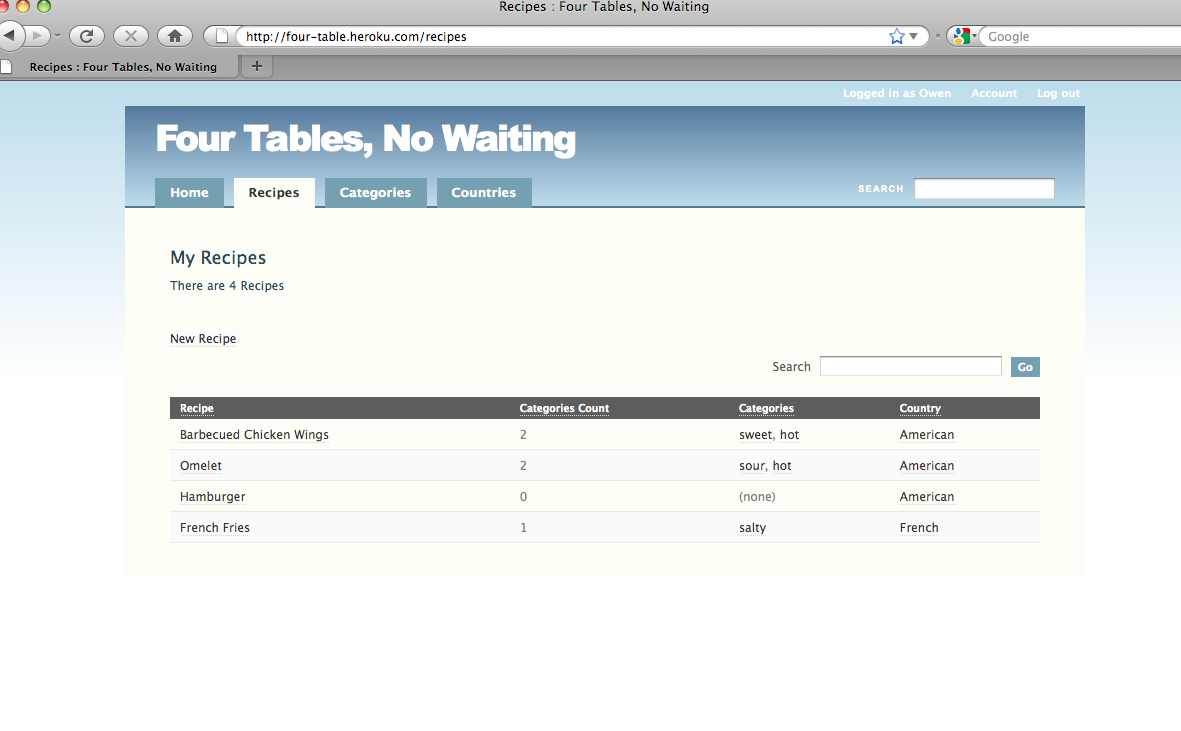 Recipes : Four Tables, No Waiting
http://four-table.heroku.com/recipes
Google
Recipes : Four Tables, No Waiting
Logged in as Owen Account Log out
Four Tables, No Waiting
Home Recipes Categories Countries SEARCH
My Recipes
There are 4 Recipes
New Recipe
Search Go
Recipe Categories Count Categories Country
Barbecued Chicken Wings 2 sweet, hot American
Omelet 2 sour, hot American
Hamburger 0 (none) American
French Fries 1 salty French